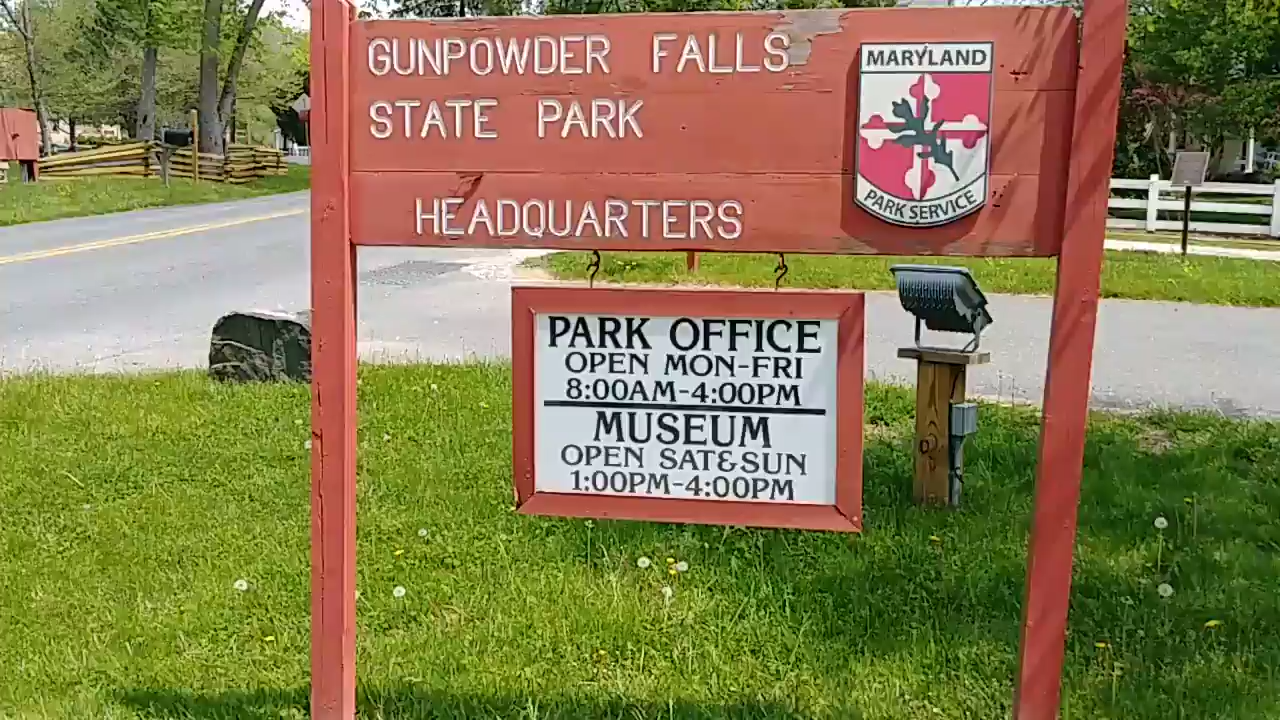 GUNPOWDER FALLS
STATE PARK
HEADQUARTERS
MARYLAND
PARK SERVICE
PARK OFFICE
OPEN MON-FRI
8:00AM-4:00PM
MUSEUM
OPEN SAT&SUN
1:00PM-4:00PM